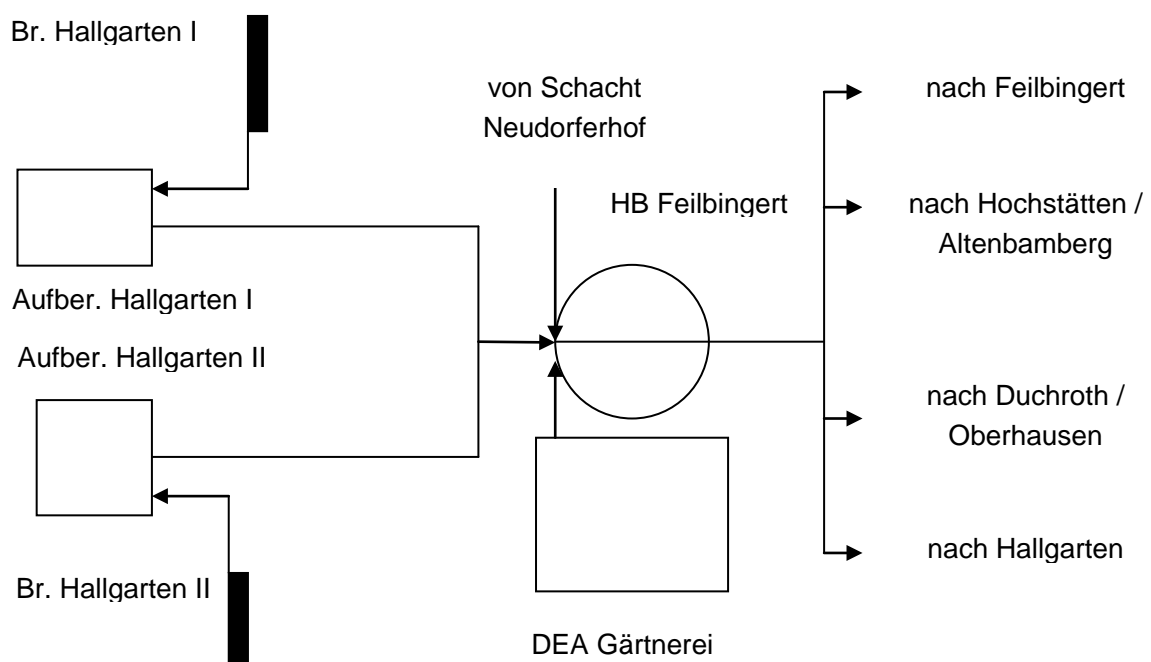 Br. Hallgarten I
von Schacht
Neudorferhof
nach Feilbingert
HB Feilbingert
nach Hochstätten /
Altenbamberg
Aufber. Hallgarten I
Aufber. Hallgarten II
nach Duchroth /
Oberhausen
nach Hallgarten
Br. Hallgarten II
DEA Gärtnerei